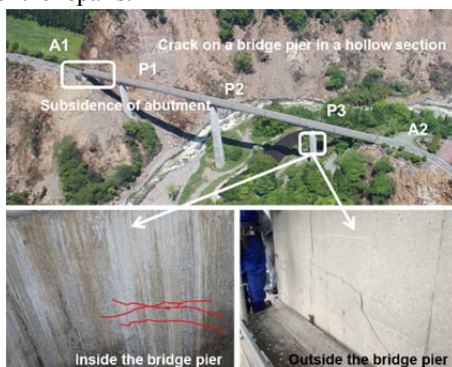 A1
Crack on a bridge pier in a hollow section
P1
P2
Subsidence of abutment
P3
A2
Inside the bridge pier
Outside the bridge pier